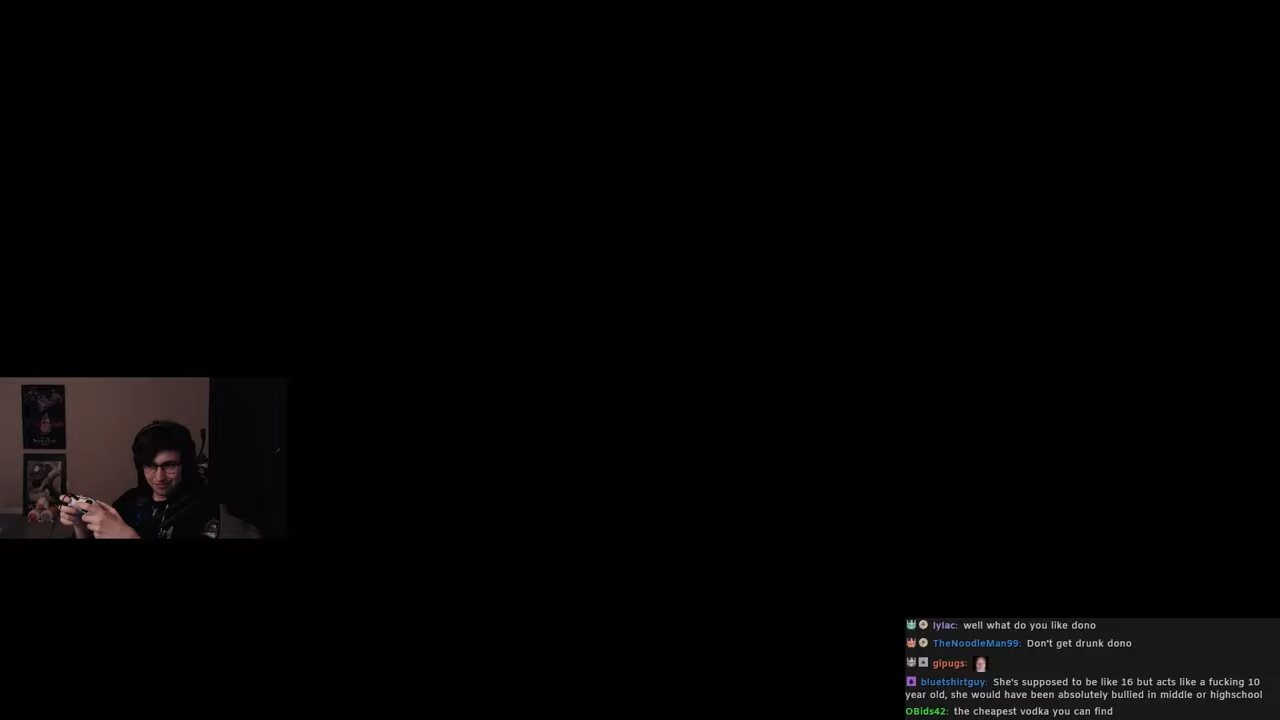 lylac: well what do you like dono
TheNoodleMan99: Don't get drunk dono
gipugs:
bluetshirtguy: She's supposed to be like 16 but acts like a fucking 10
year old, she would have been absolutely bullied in middle or highschool
OBids42: the cheapest vodka you can find